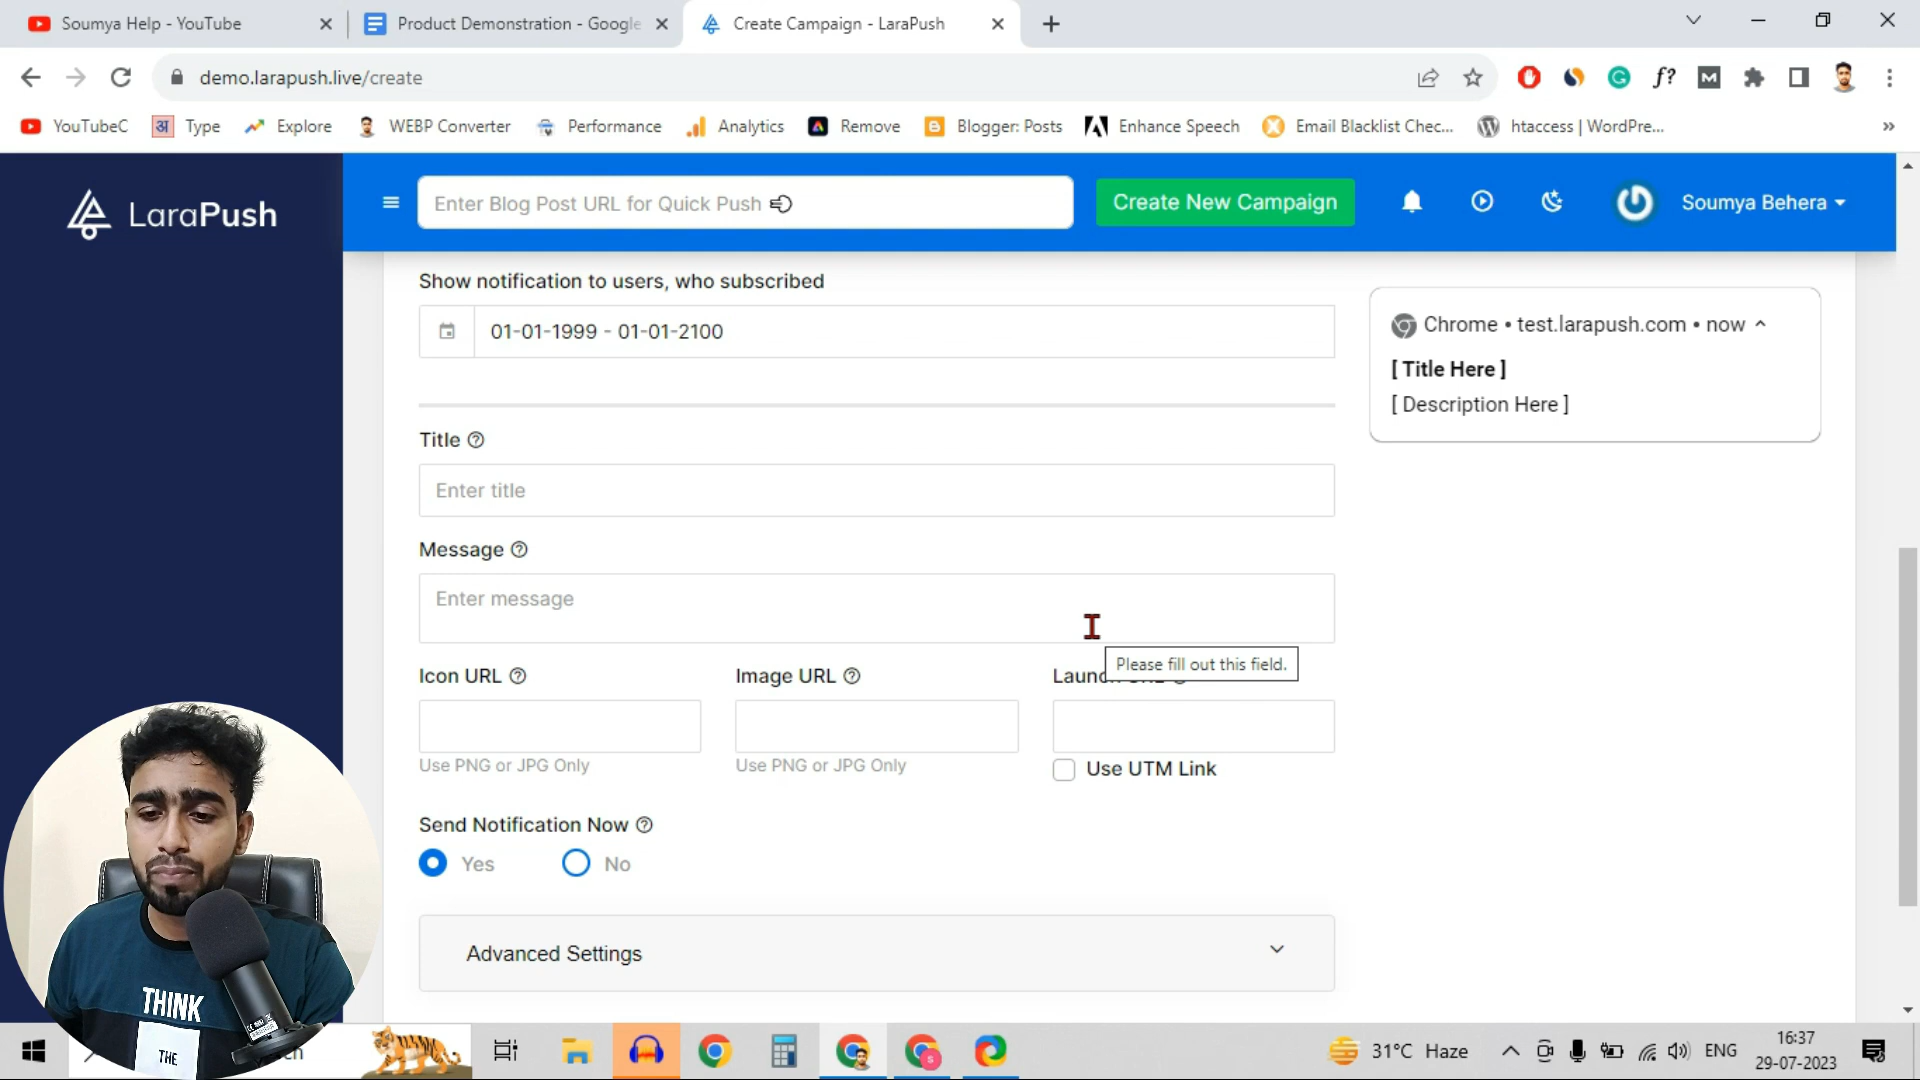 Soumya Help - YouTube
Product Demonstration - Google
Create Campaign - LaraPush
demo.larapush.live/create
YouTubeC
अ Type
Explore
WEBP Converter
Performance
Analytics
Remove
Blogger: Posts
Enhance Speech
Email Blacklist Chec...
htaccess | WordPre...
LaraPush
Enter Blog Post URL for Quick Push
Create New Campaign
Soumya Behera
Show notification to users, who subscribed
01-01-1999 - 01-01-2100
Chrome • test.larapush.com • now
[ Title Here ]
[ Description Here ]
Title
Enter title
Message
Enter message
Please fill out this field.
Icon URL
Image URL
Use PNG or JPG Only
Use PNG or JPG Only
Use UTM Link
Send Notification Now
Yes
No
Advanced Settings
THINK
THE
31°C Haze
ENG
16:37
29-07-2023